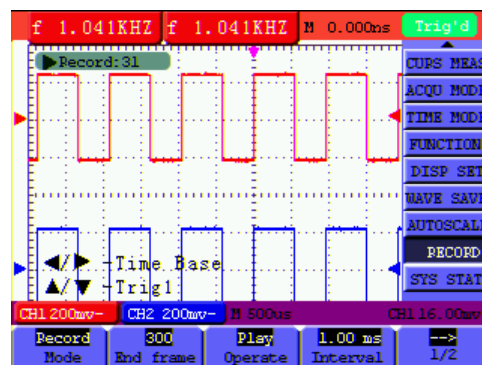 f 1.041KHZ f 1.041KHZ M 0.000ns Trig'd
Record:31
CUPS MEAS
ACQU MODE
TIME MODE
FUNCTION
DISP SET
WAVE SAVE
AUTOSCALE
RECORD
SYS STAT
◀/▶ -Time Base
▲/▼ -Trig1
CH1 200mv- CH2 200mv- M 500us CH1 16.00mv
Record 300 Play 1.00 ms -->
Mode End frame Operate Interval 1/2